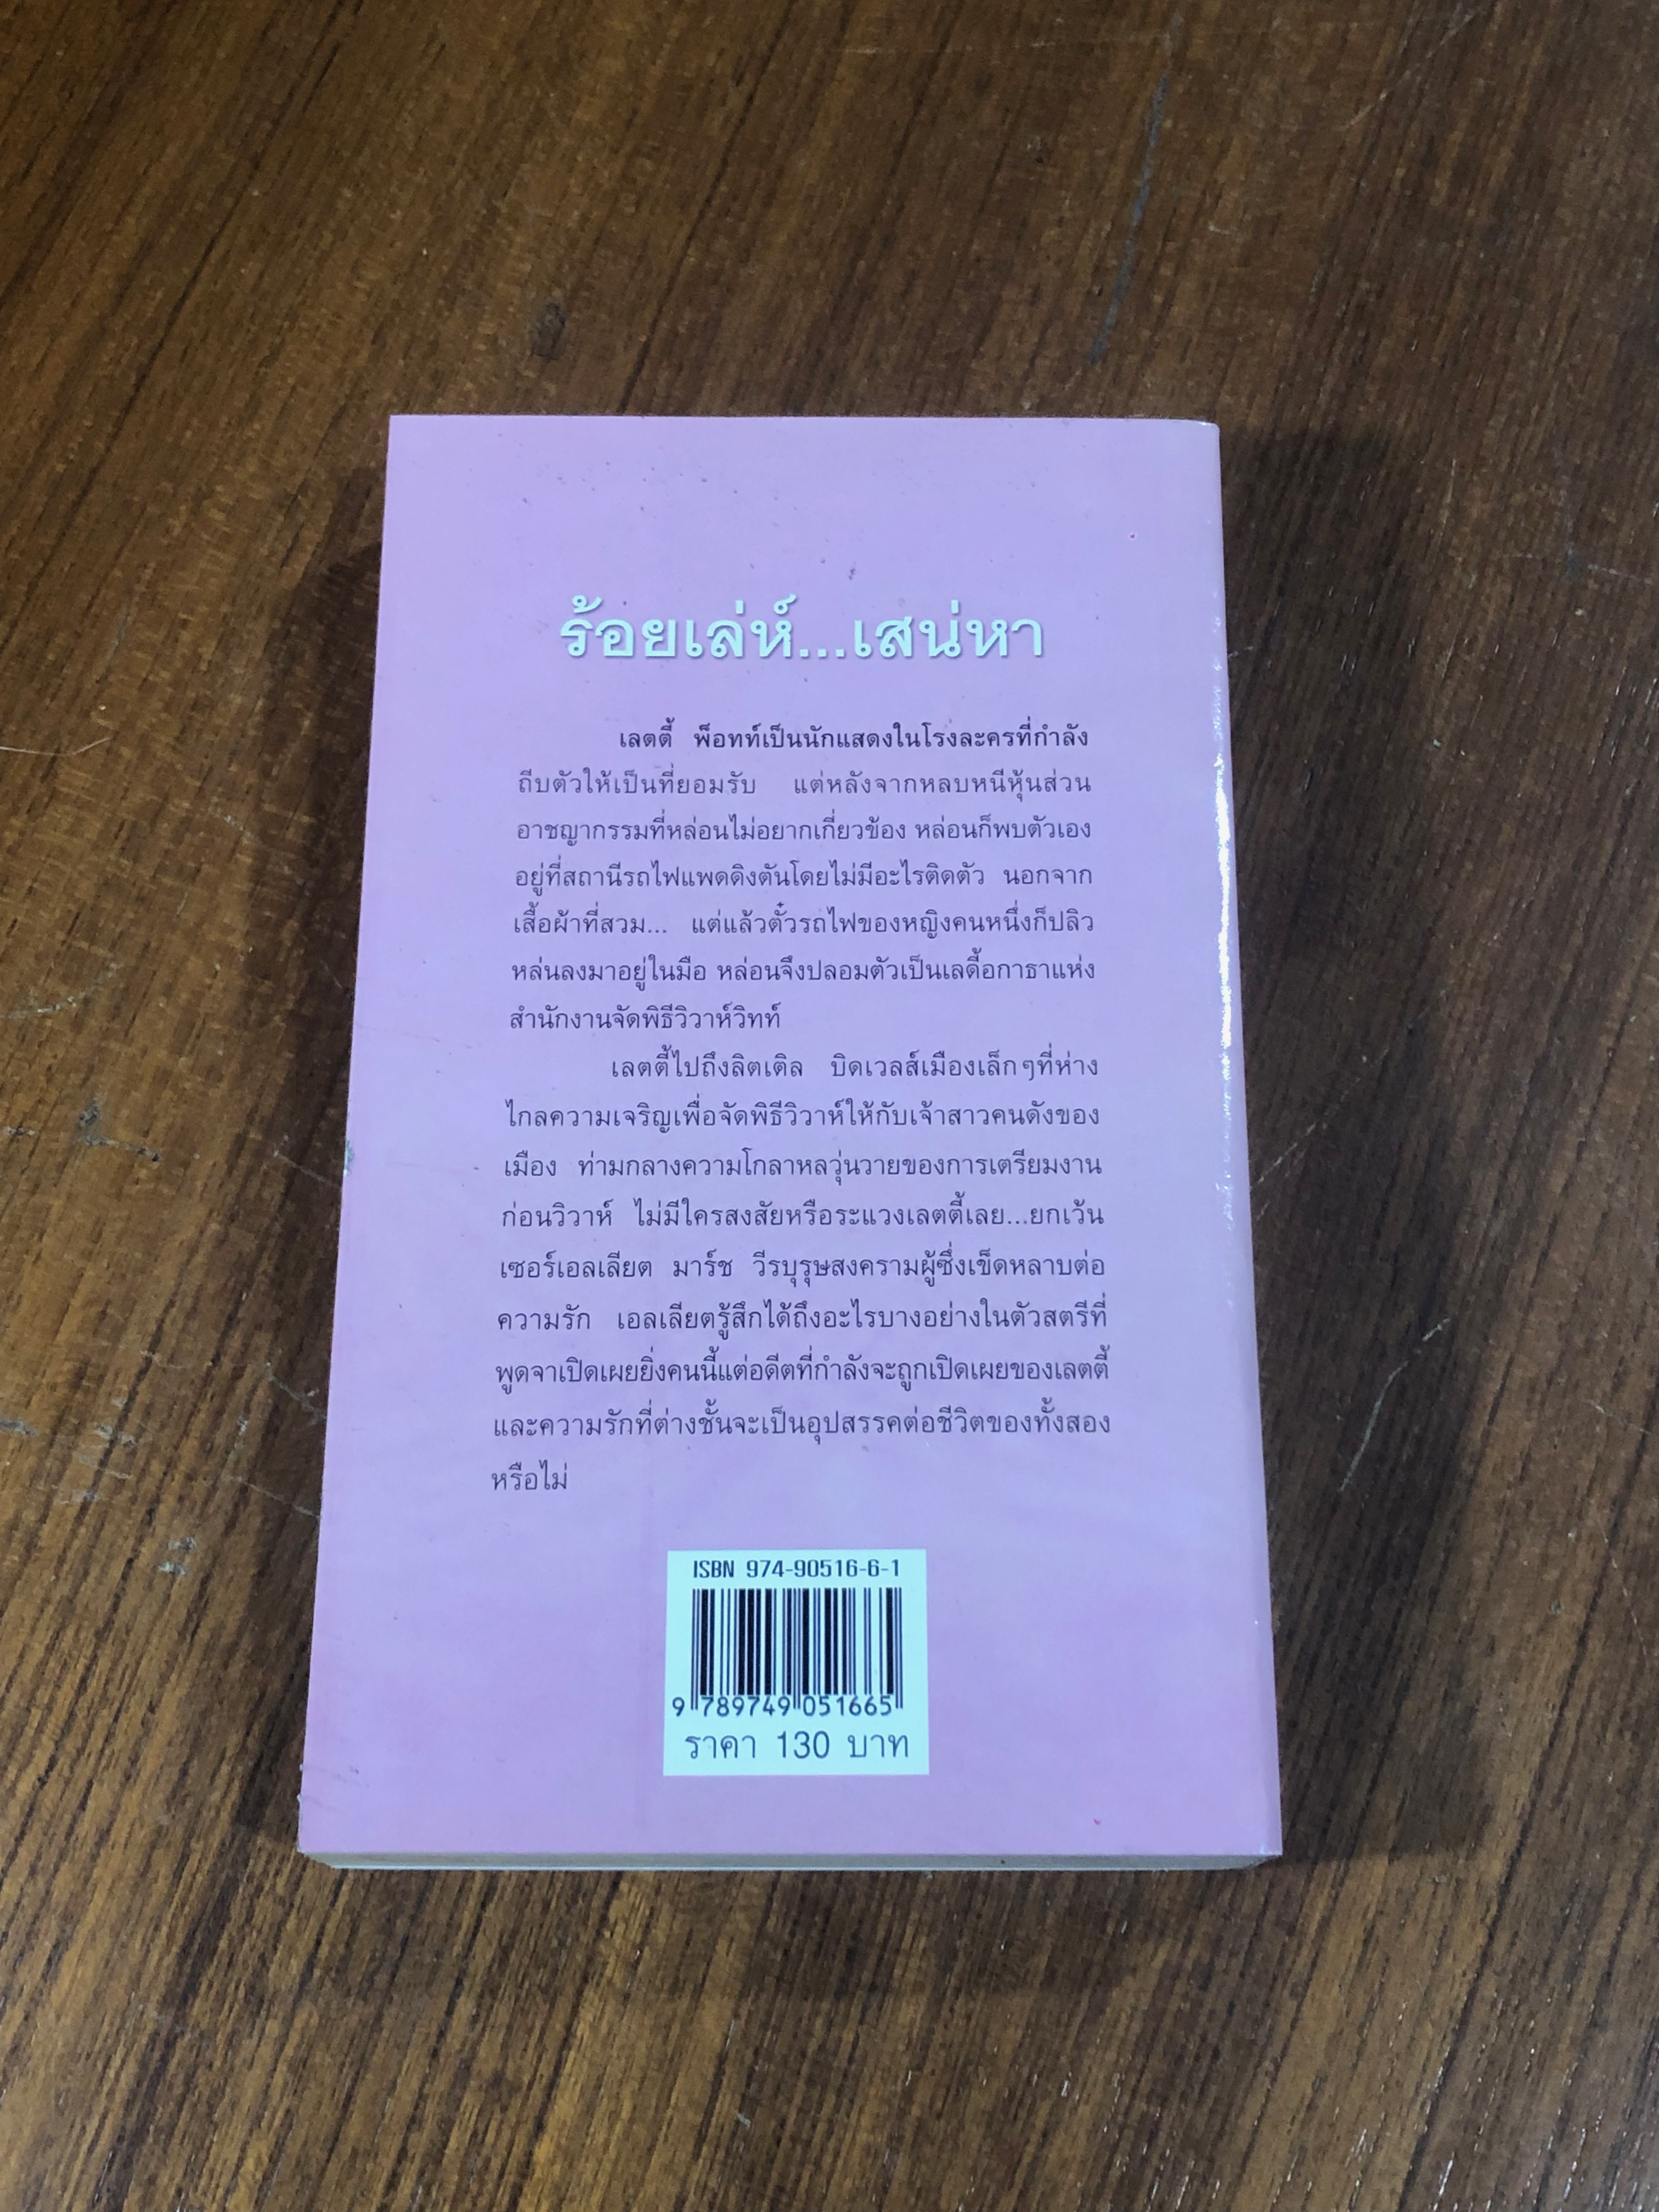 ร้อยเล่ห์...เสน่หา
เลตตี้ พ็อทท์เป็นนักแสดงในโรงละครที่กำลัง
ถีบตัวให้เป็นที่ยอมรับ แต่หลังจากหลบหนีหุ้นส่วน
อาชญากรรมที่หล่อนไม่อยากเกี่ยวข้อง หล่อนก็พบตัวเอง
อยู่ที่สถานีรถไฟแพดดิงตันโดยไม่มีอะไรติดตัว นอกจาก
เสื้อผ้าที่สวม... แต่แล้วตั๋วรถไฟของหญิงคนหนึ่งก็ปลิว
หล่นลงมาอยู่ในมือ หล่อนจึงปลอมตัวเป็นเลดี้อกาธาแห่ง
สำนักงานจัดพิธีวิวาห์วิทท์
เลตตี้ไปถึงลิตเติล บิดเวลส์เมืองเล็กๆที่ห่าง
ไกลความเจริญเพื่อจัดพิธีวิวาห์ให้กับเจ้าสาวคนดังของ
เมือง ท่ามกลางความโกลาหลวุ่นวายของการเตรียมงาน
ก่อนวิวาห์ ไม่มีใครสงสัยหรือระแวงเลตตี้เลย...ยกเว้น
เซอร์เอลเลียต มาร์ช วีรบุรุษสงครามผู้ซึ่งเข็ดหลาบต่อ
ความรัก เอลเลียตรู้สึกได้ถึงอะไรบางอย่างในตัวสตรีที่
พูดจาเปิดเผยยิ่งคนนี้แต่อดีตที่กำลังจะถูกเปิดเผยของเลตตี้
และความรักที่ต่างชั้นจะเป็นอุปสรรคต่อชีวิตของทั้งสอง
หรือไม่
ISBN 974-90516-6-1
9 789749 051665
ราคา 130 บาท